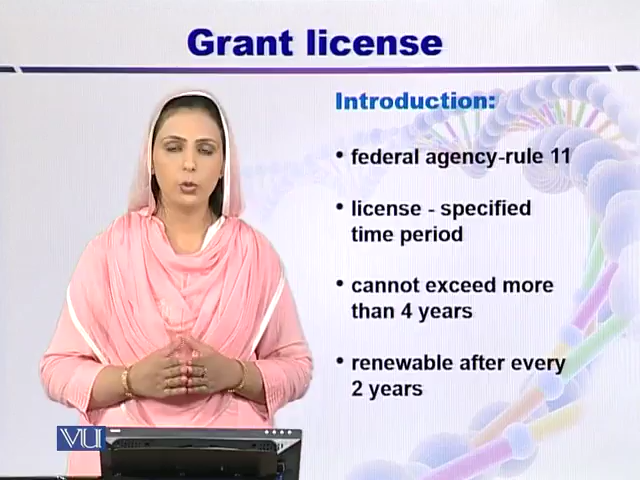 Grant license
Introduction:
• federal agency-rule 11
• license - specified
time period
• cannot exceed more
than 4 years
• renewable after every
2 years
VU